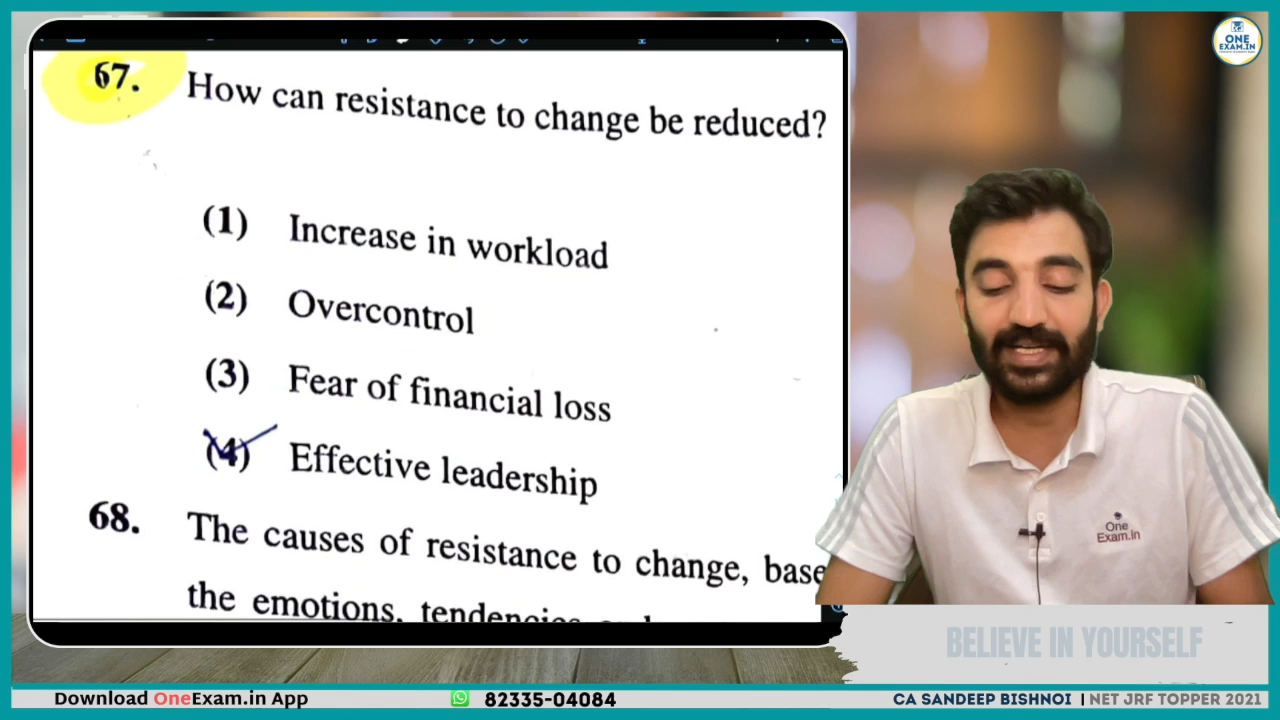 67. How can resistance to change be reduced?
(1) Increase in workload
(2) Overcontrol
(3) Fear of financial loss
(4) Effective leadership
68. The causes of resistance to change,
the emotions,
ONE
EXAM.IN
One
Exam.in
BELIEVE IN YOURSELF
Download OneExam.in App
82335-04084
CA SANDEEP BISHNOI | NET JRF TOPPER 2021